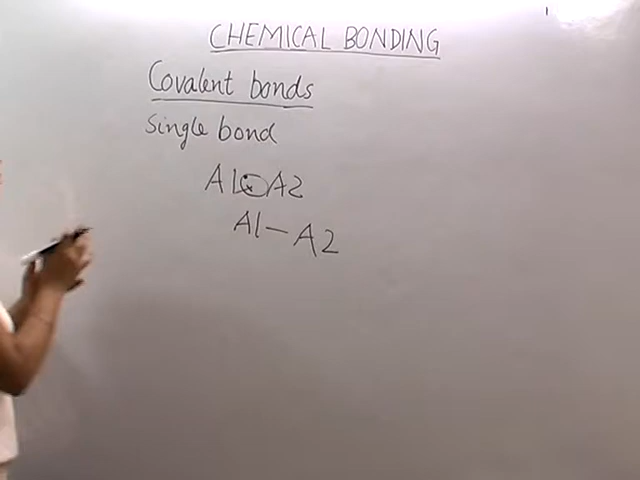 CHEMICAL BONDING
Covalent bonds
Single bond
A1 A2
A1 - A2